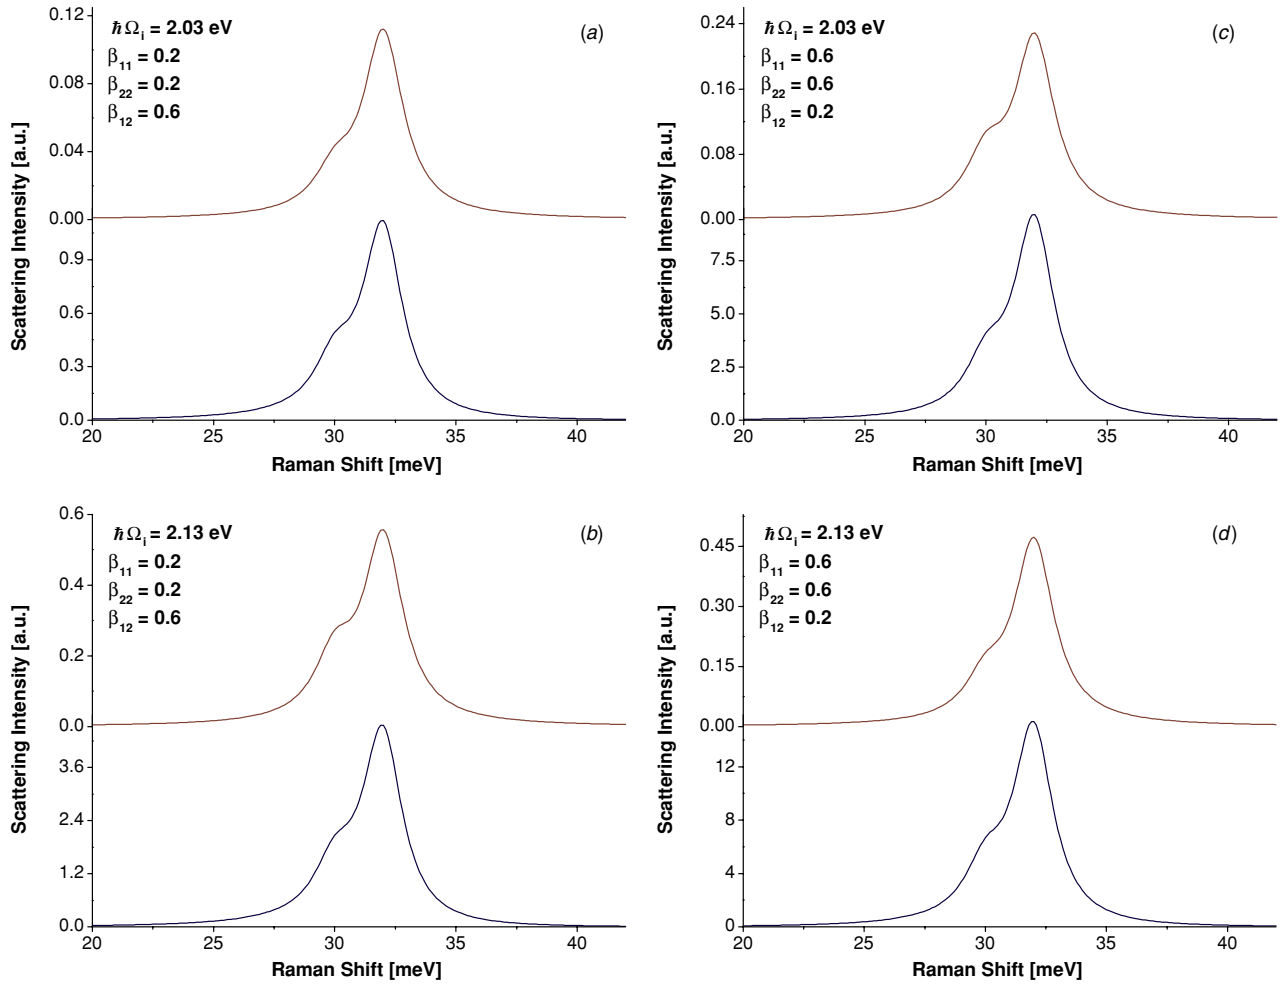 ħΩi = 2.03 eV
β11 = 0.2
β22 = 0.2
β12 = 0.6
(a)
0.12
0.08
0.04
0.00
0.9
0.6
0.3
0.0
Scattering Intensity [a.u.]
Scattering Intensity [a.u.]
20 25 30 35 40
Raman Shift [meV]
ħΩi = 2.03 eV
β11 = 0.6
β22 = 0.6
β12 = 0.2
(c)
0.24
0.16
0.08
0.00
7.5
5.0
2.5
0.0
Scattering Intensity [a.u.]
Scattering Intensity [a.u.]
20 25 30 35 40
Raman Shift [meV]
ħΩi = 2.13 eV
β11 = 0.2
β22 = 0.2
β12 = 0.6
(b)
0.6
0.4
0.2
0.0
3.6
2.4
1.2
0.0
Scattering Intensity [a.u.]
Scattering Intensity [a.u.]
20 25 30 35 40
Raman Shift [meV]
ħΩi = 2.13 eV
β11 = 0.6
β22 = 0.6
β12 = 0.2
(d)
0.45
0.30
0.15
0.00
12
8
4
0
Scattering Intensity [a.u.]
Scattering Intensity [a.u.]
20 25 30 35 40
Raman Shift [meV]